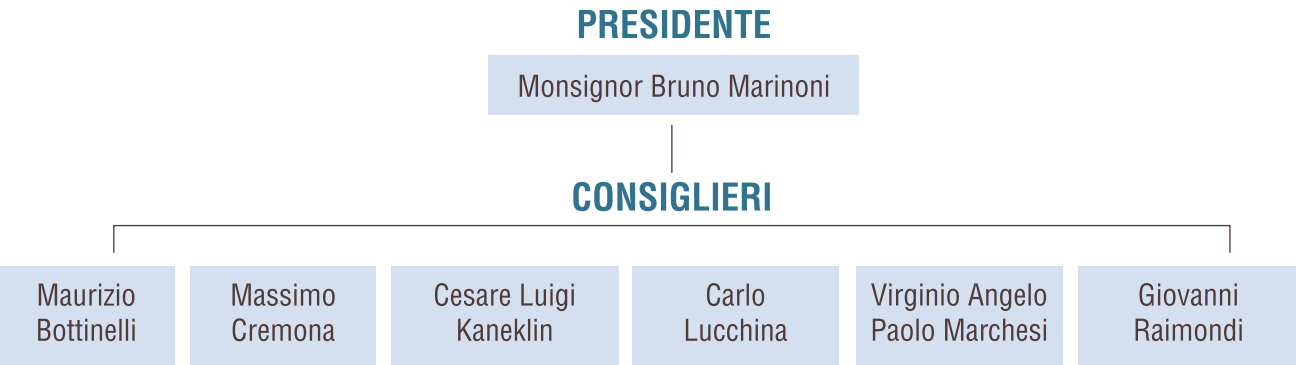 PRESIDENTE
Monsignor Bruno Marinoni
CONSIGLIERI
Maurizio
Bottinelli
Massimo
Cremona
Cesare Luigi
Kaneklin
Carlo
Lucchina
Virginio Angelo
Paolo Marchesi
Giovanni
Raimondi